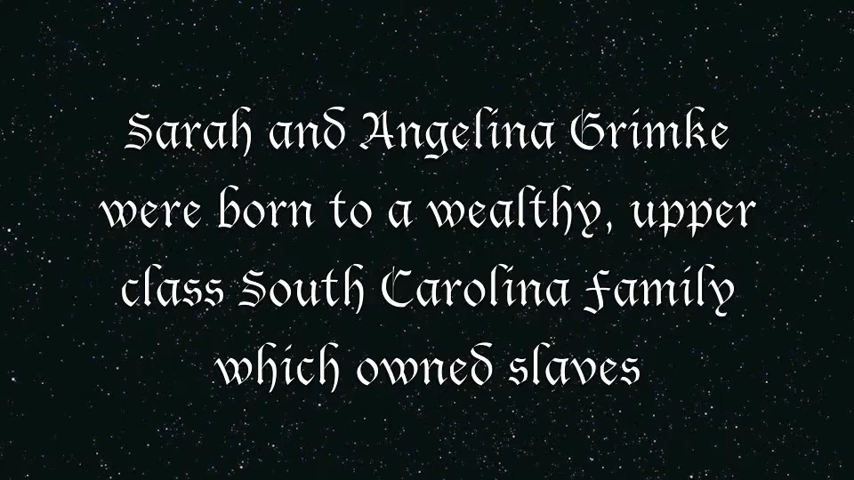 Sarah and Angelina Grimke
were born to a wealthy, upper
class South Carolina family
which owned slaves